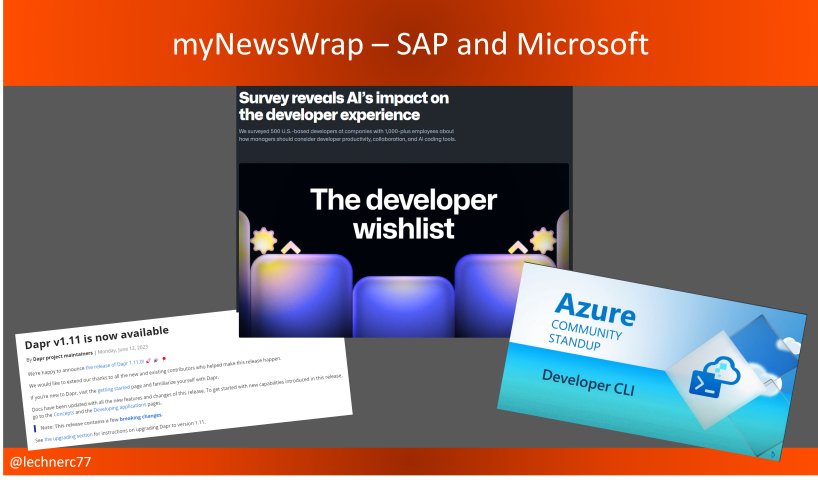 myNewsWrap – SAP and Microsoft
Survey reveals AI's impact on
the developer experience
We surveyed 500 U.S.-based developers at companies with 1,000-plus employees about
how managers should consider developer productivity, collaboration, and AI coding tools.
The developer
wishlist
Dapr v1.11 is now available
By Dapr project maintainers | Monday, June 12, 2023
We're happy to announce the release of Dapr 1.11.0!
We would like to extend our thanks to all the new and existing contributors who helped make this release happen.
If you're new to Dapr, visit the getting started page and familiarize yourself with Dapr.
Docs have been updated with all the new features and changes of this release. To get started with new capabilities introduced in this release,
go to the Concepts and the Developing applications pages.
Note: This release contains a few breaking changes.
See the upgrading section for instructions on upgrading Dapr to version 1.11.
Azure
COMMUNITY
STANDUP
Developer CLI
@lechnerc77